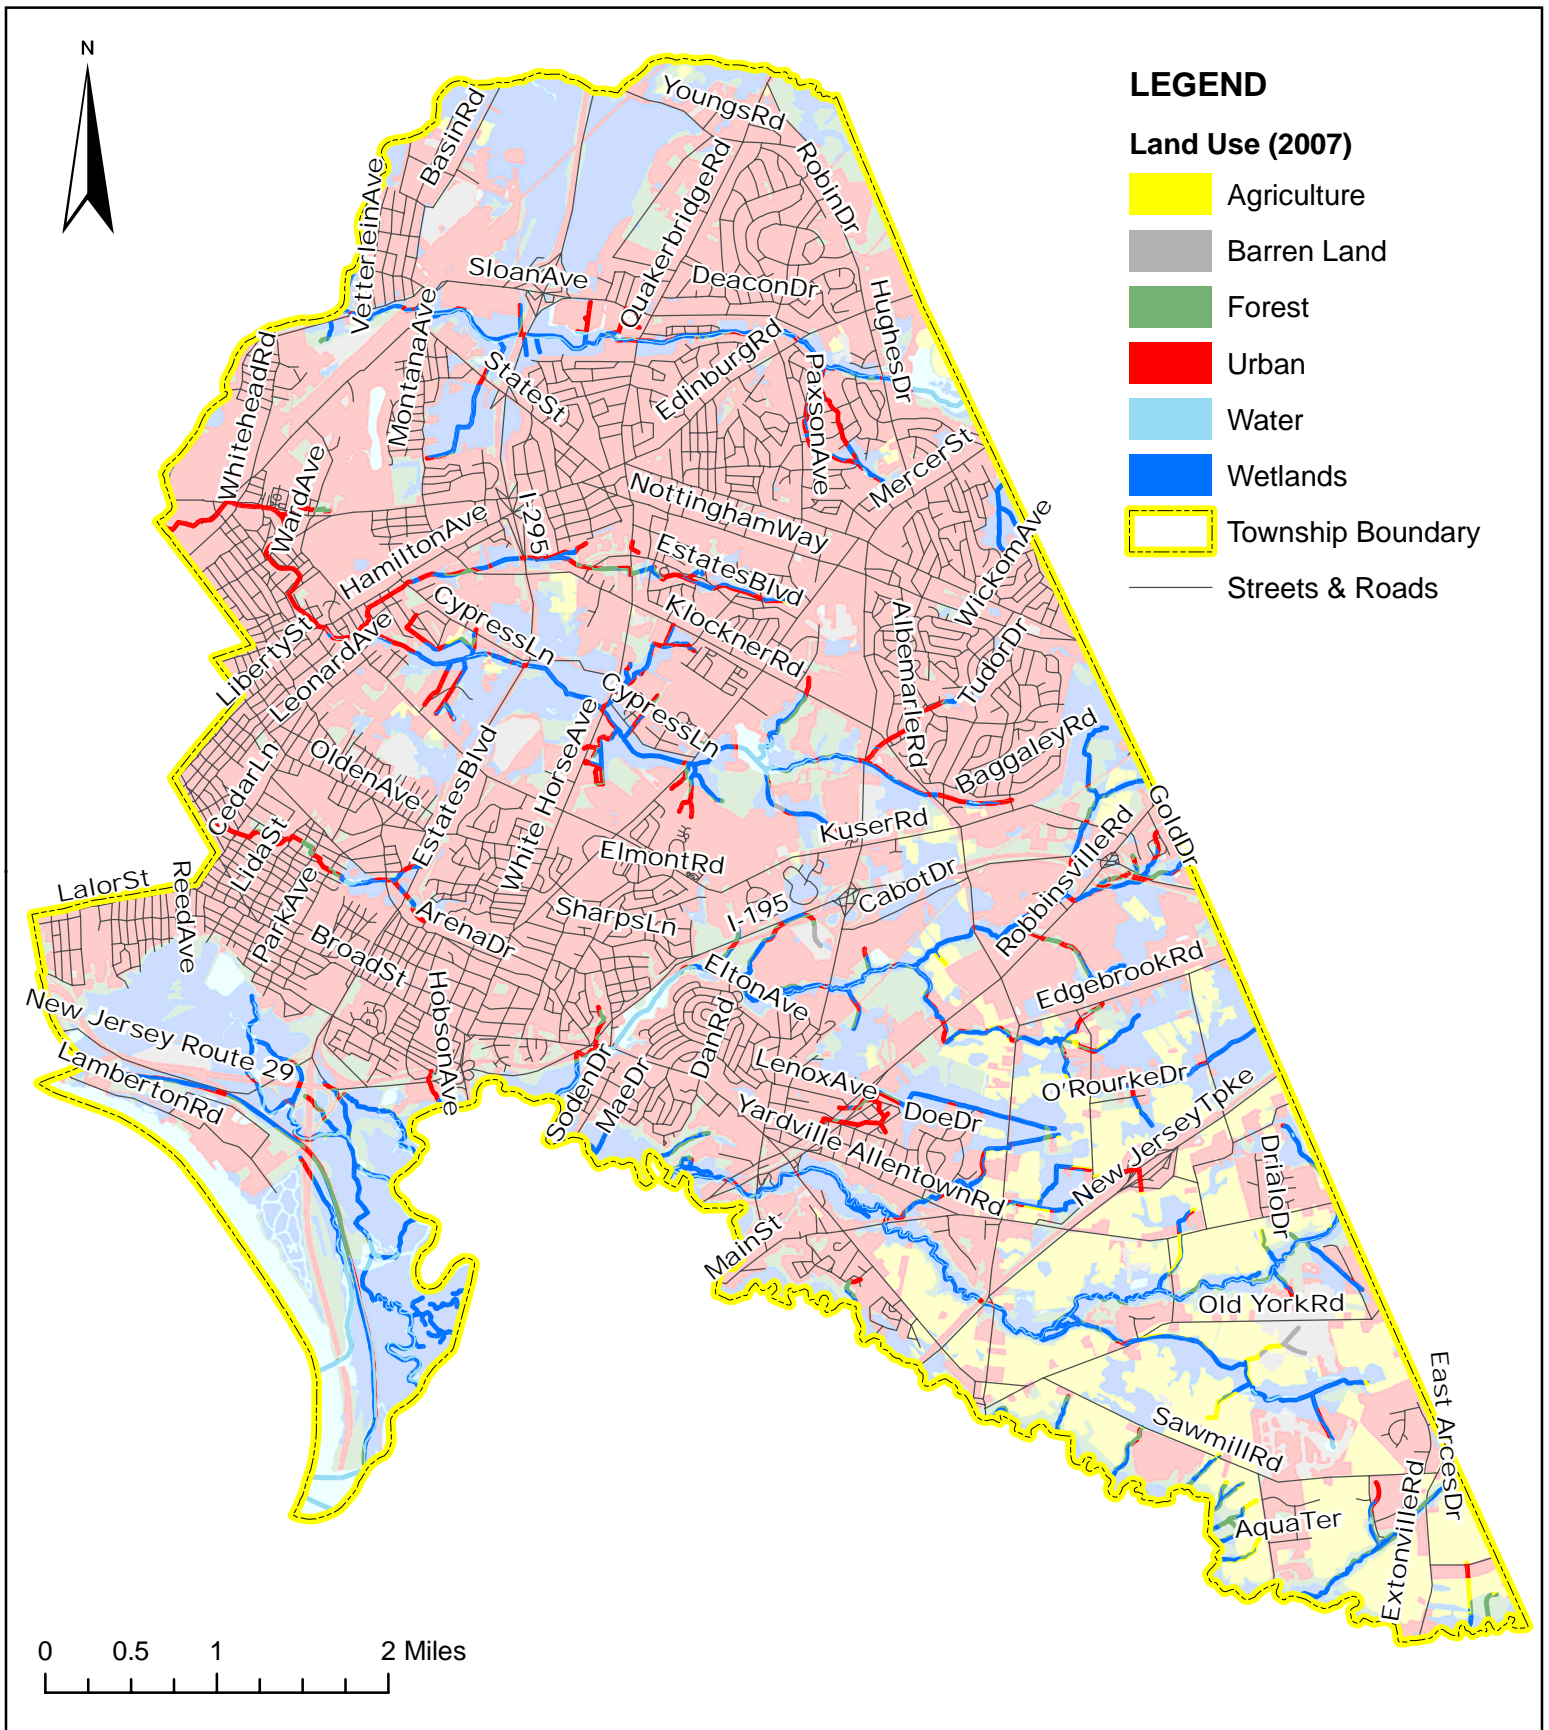 N
LEGEND
Land Use (2007)
Agriculture
Barren Land
Forest
Urban
Water
Wetlands
Township Boundary
Streets & Roads
YoungsRd
BasinRd
RobinDr
QuakerbridgeRd
VetterleinAve
SloanAve
DeaconDr
HughesDr
MontanaAve
WhiteheadRd
StateSt
EdinburgRd
PaxsonAve
MercerSt
WardAve
NottinghamWay
I-295
HamiltonAve
WickomAve
EstatesBlvd
CypressLn
KlocknerRd
AlbemarleRd
TudorDr
LibertySt
LeonardAve
CypressLn
BaggaleyRd
White HorseAve
EstatesBlvd
OldenAve
CedarLn
KuserRd
GoldDr
RobbinsvilleRd
LidaSt
ElmontRd
CabotDr
LalorSt
ReedAve
ParkAve
ArenaDr
SharpsLn
I-195
BroadSt
EdgebrookRd
EltonAve
HobsonAve
New Jersey Route 29
DanRd
LambertonRd
SodenDr
MaeDr
LenoxAve
DoeDr
O'RourkeDr
Yardville AllentownRd
New JerseyTpke
DrialoDr
MainSt
Old YorkRd
East ArcesDr
SawmillRd
AquaTer
ExtonvilleRd
0 0.5 1 2 Miles